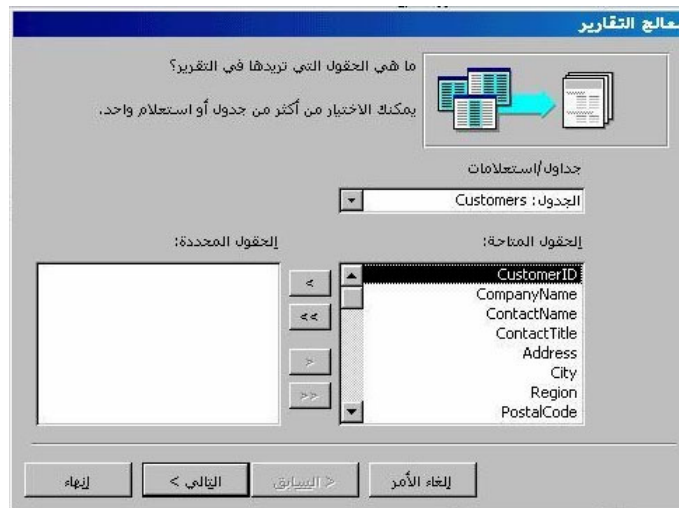 معالج التقارير
ما هي الحقول التي تريدها في التقرير؟
يمكنك الاختيار من أكثر من جدول أو استعلام واحد.
جداول/استعلامات
الجدول: Customers
الحقول المتاحة:
الحقول المحددة:
CustomerID
CompanyName
ContactName
ContactTitle
Address
City
Region
PostalCode
>
>>
<
<<
إلغاء الأمر
< السابق
التالي >
إنهاء